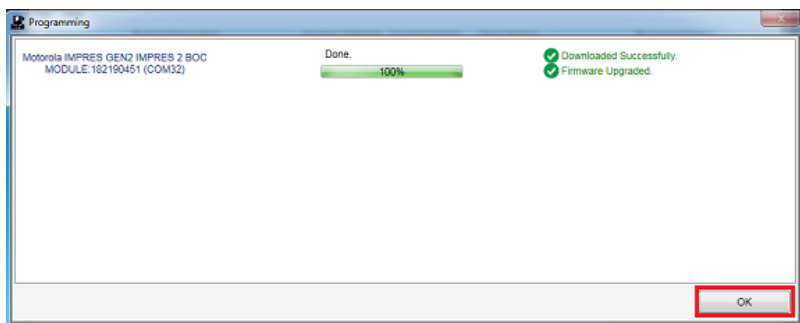 Programming
Motorola IMPRES GEN2 IMPRES 2 BOC
MODULE:182190451 (COM32)
Done.
100%
Downloaded Successfully.
Firmware Upgraded.
OK